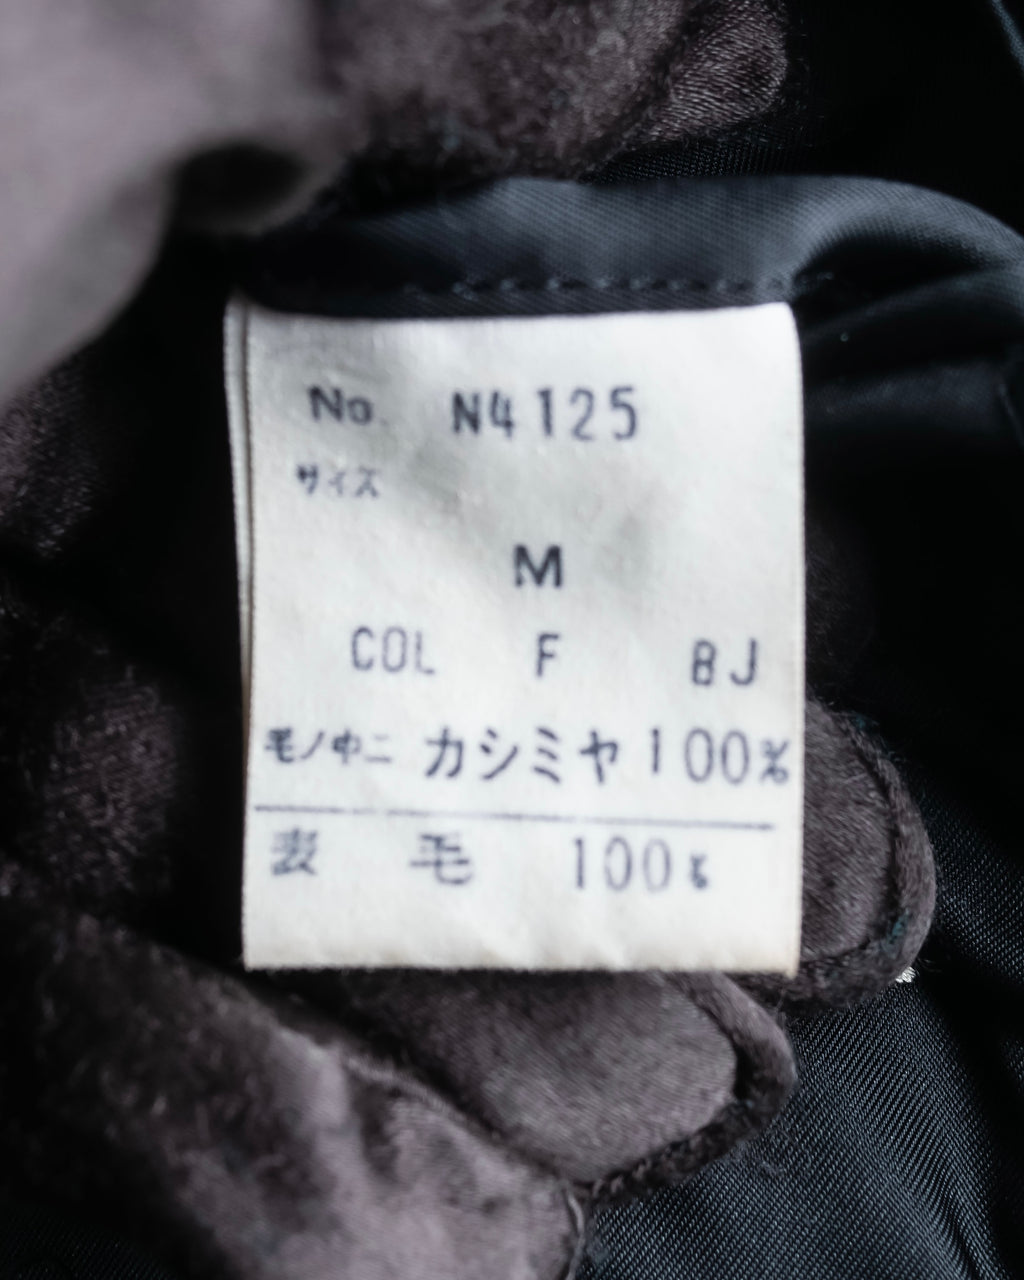 No. N4125
サイズ
M
COL F BJ
モノ中ニ カシミヤ100%
表 毛 100%